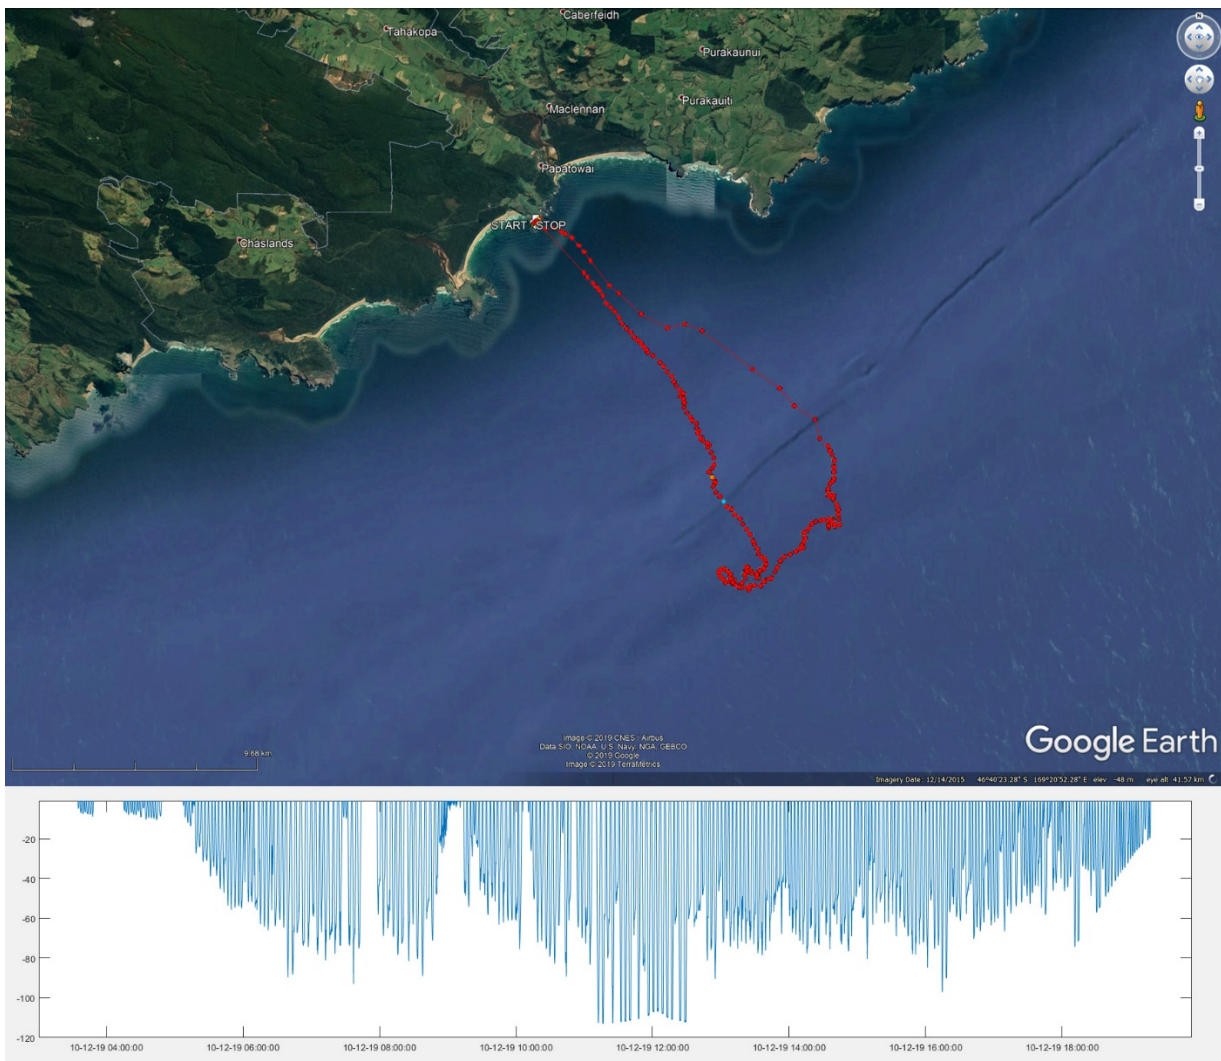 Caberfeidh
Tahakopa
N
Purakaunui
Purakauiti
Maclennan
Papatowai
START STOP
Chaslands
Image © 2019 CNES / Airbus
Data SIO, NOAA, U.S. Navy, NGA, GEBCO
© 2019 Google
Image © 2019 TerraMetrics
Google Earth
9.68 km
Imagery Date: 12/14/2015 46°40'23.28" S 169°20'52.28" E elev -48 m eye alt 41.57 km
-20
-40
-60
-80
-100
-120
10-12-19 04:00:00 10-12-19 06:00:00 10-12-19 08:00:00 10-12-19 10:00:00 10-12-19 12:00:00 10-12-19 14:00:00 10-12-19 16:00:00 10-12-19 18:00:00